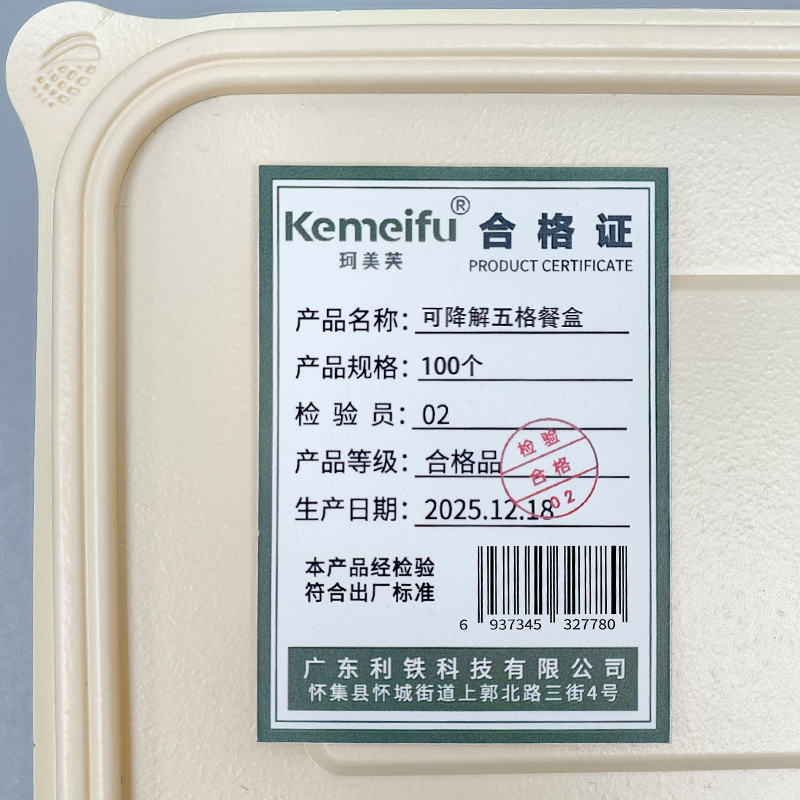 Kemeifu®
珂美芙
合格证
PRODUCT CERTIFICATE
产品名称：可降解五格餐盒
产品规格：100个
检验员：02
产品等级：合格品
生产日期：2025.12.18
检验
合格
02
本产品经检验
符合出厂标准
6 937345 327780
广东利铁科技有限公司
怀集县怀城街道上郭北路三街4号